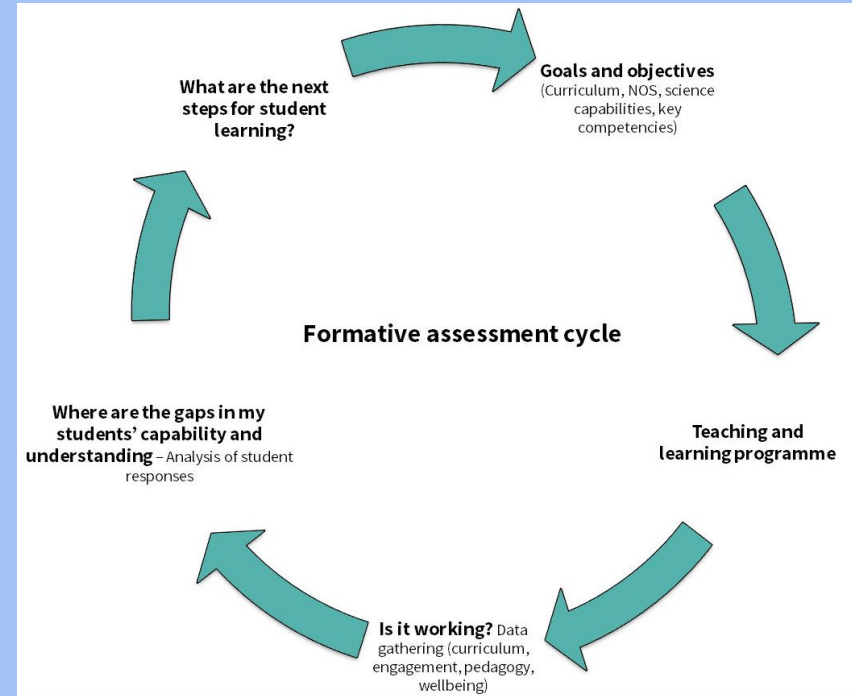 What are the next
steps for student
learning?
Goals and objectives
(Curriculum, NOS, science
capabilities, key
competencies)
Formative assessment cycle
Where are the gaps in my
students’ capability and
understanding – Analysis of student
responses
Teaching and
learning programme
Is it working? Data
gathering (curriculum,
engagement, pedagogy,
wellbeing)